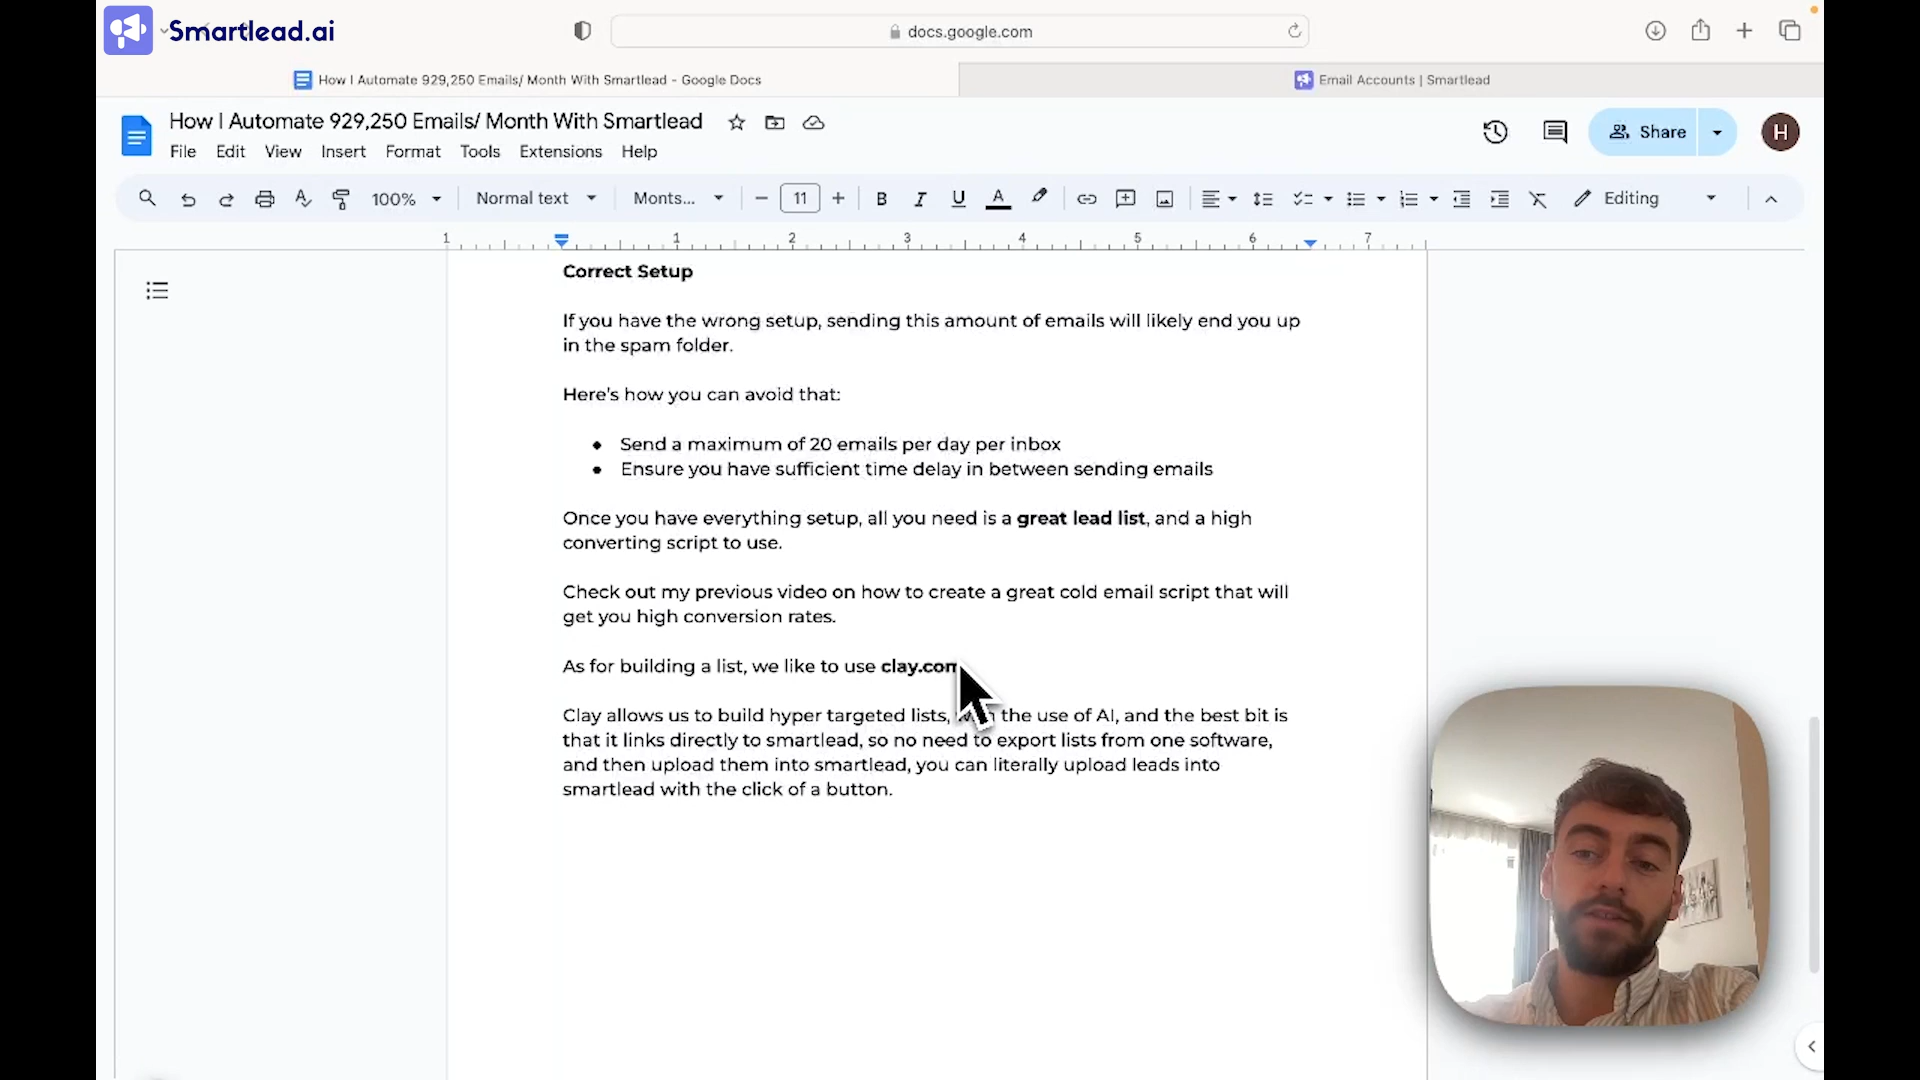 Smartlead.ai
docs.google.com
How I Automate 929,250 Emails/ Month With Smartlead - Google Docs
Email Accounts | Smartlead
How I Automate 929,250 Emails/ Month With Smartlead
File Edit View Insert Format Tools Extensions Help
Share
H
100% Normal text Monts... 11 Editing
1 1 2 3 4 5 6 7
Correct Setup
If you have the wrong setup, sending this amount of emails will likely end you up
in the spam folder.
Here's how you can avoid that:
● Send a maximum of 20 emails per day per inbox
● Ensure you have sufficient time delay in between sending emails
Once you have everything setup, all you need is a great lead list, and a high
converting script to use.
Check out my previous video on how to create a great cold email script that will
get you high conversion rates.
As for building a list, we like to use clay.com
Clay allows us to build hyper targeted lists, with the use of AI, and the best bit is
that it links directly to smartlead, so no need to export lists from one software,
and then upload them into smartlead, you can literally upload leads into
smartlead with the click of a button.